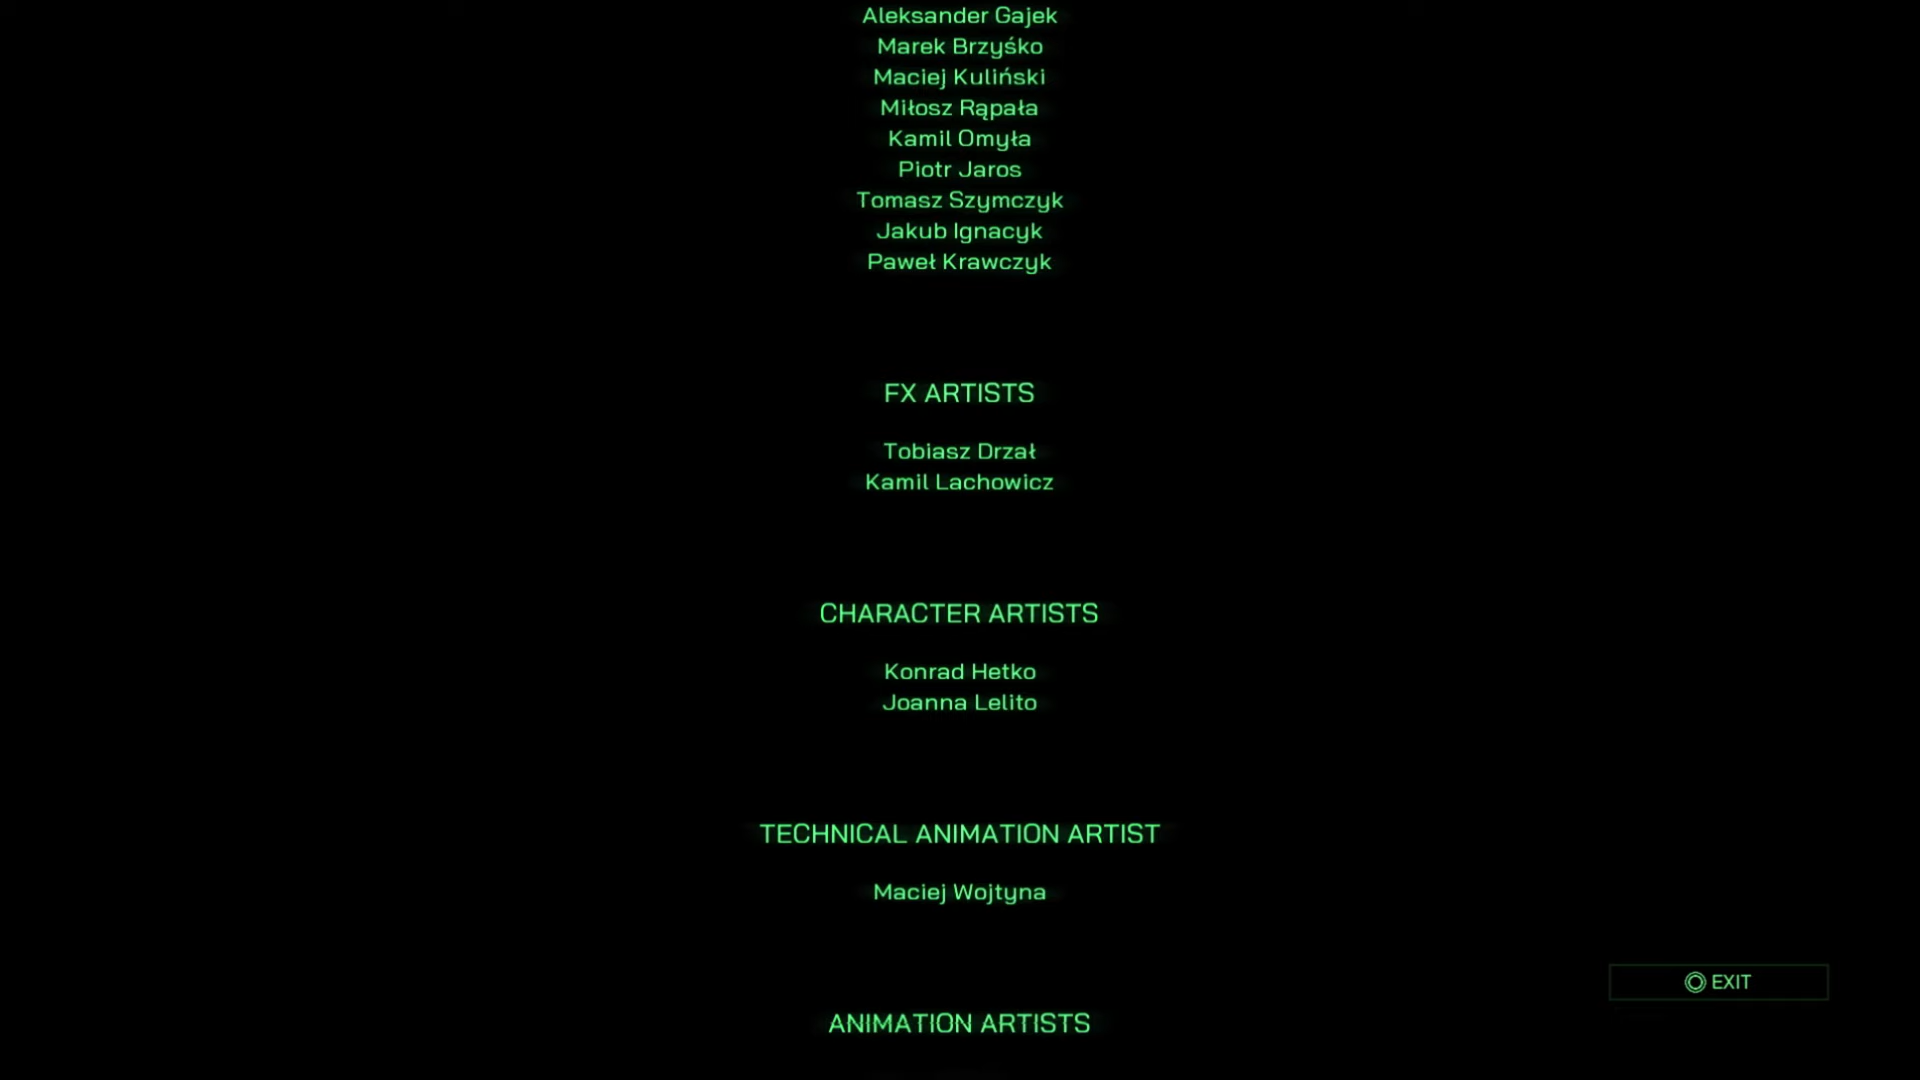 Aleksander Gajek
Marek Brzyśko
Maciej Kuliński
Miłosz Rąpała
Kamil Omyła
Piotr Jaros
Tomasz Szymczyk
Jakub Ignacyk
Paweł Krawczyk
FX ARTISTS
Tobiasz Drzał
Kamil Lachowicz
CHARACTER ARTISTS
Konrad Hetko
Joanna Lelito
TECHNICAL ANIMATION ARTIST
Maciej Wojtyna
EXIT
ANIMATION ARTISTS